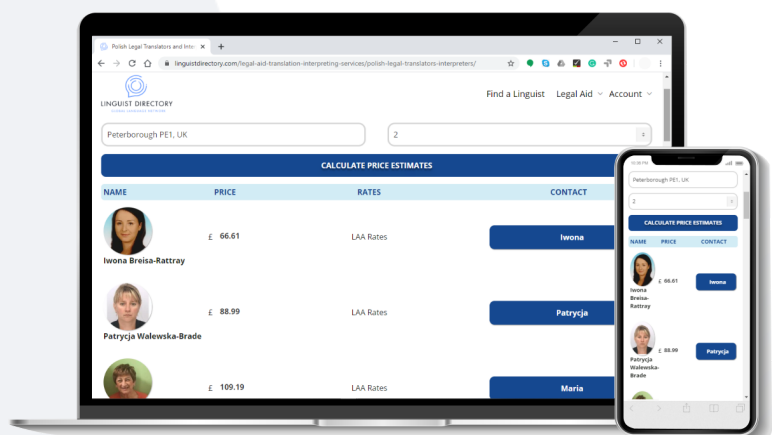 Polish Legal Translators and Inter
linguistdirectory.com/legal-aid-translation-interpreting-services/polish-legal-translators-interpreters/
LINGUIST DIRECTORY
Find a Linguist Legal Aid Account
Peterborough PE1, UK 2
CALCULATE PRICE ESTIMATES
NAME PRICE RATES CONTACT
£ 66.61 LAA Rates Iwona
Iwona Breisa-Rattray
£ 88.99 LAA Rates Patrycja
Patrycja Walewska-Brade
£ 109.19 LAA Rates Maria
Peterborough PE1, UK
2
CALCULATE PRICE ESTIMATES
NAME PRICE CONTACT
£ 66.61 Iwona
Iwona
Breisa-
Rattray
£ 88.99 Patrycja
Patrycja
Walewska-
Brade